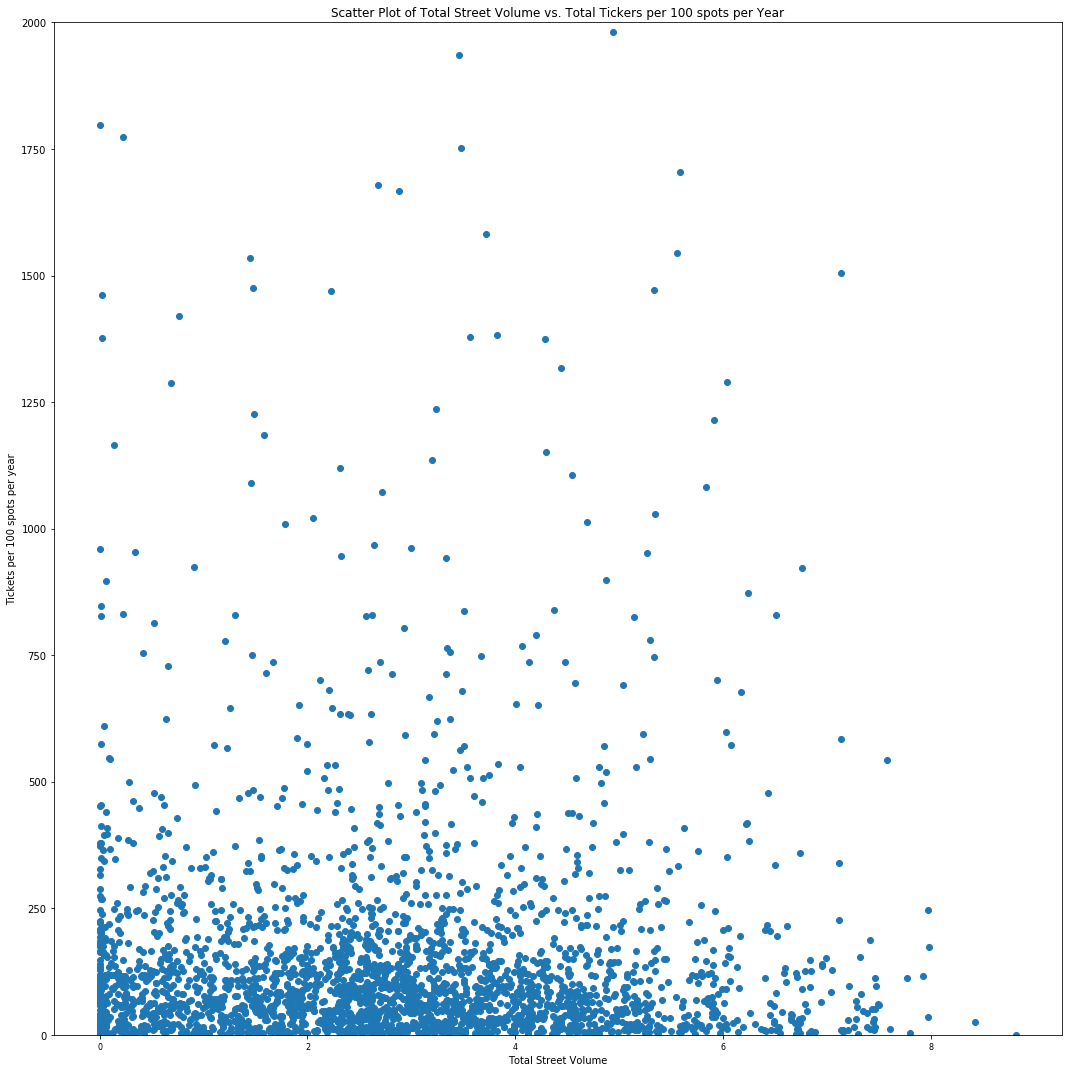 Scatter Plot of Total Street Volume vs. Total Tickers per 100 spots per Year
2000
1750
1500
1250
1000
750
500
250
0
Tickets per 100 spots per year
0 2 4 6 8
Total Street Volume